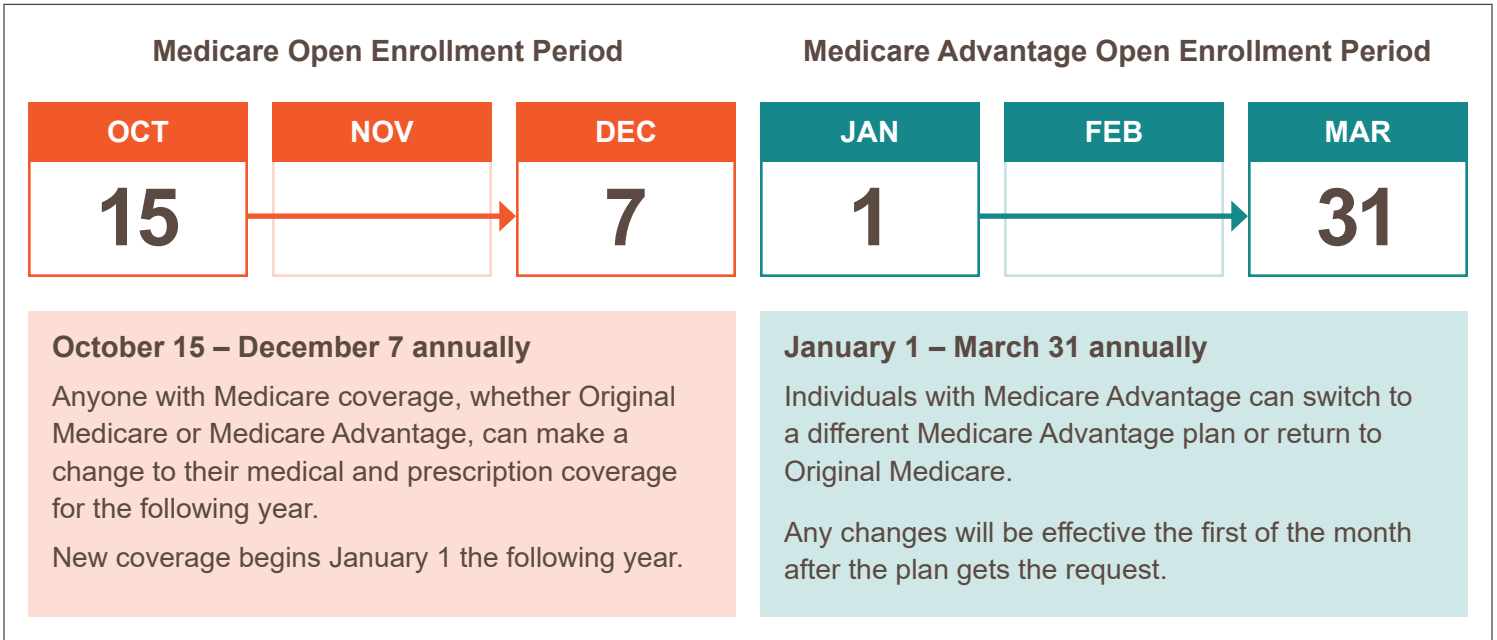 Medicare Open Enrollment Period
OCT
NOV
DEC
15
7
October 15 – December 7 annually
Anyone with Medicare coverage, whether Original
Medicare or Medicare Advantage, can make a
change to their medical and prescription coverage
for the following year.
New coverage begins January 1 the following year.
Medicare Advantage Open Enrollment Period
JAN
FEB
MAR
1
31
January 1 – March 31 annually
Individuals with Medicare Advantage can switch to
a different Medicare Advantage plan or return to
Original Medicare.
Any changes will be effective the first of the month
after the plan gets the request.